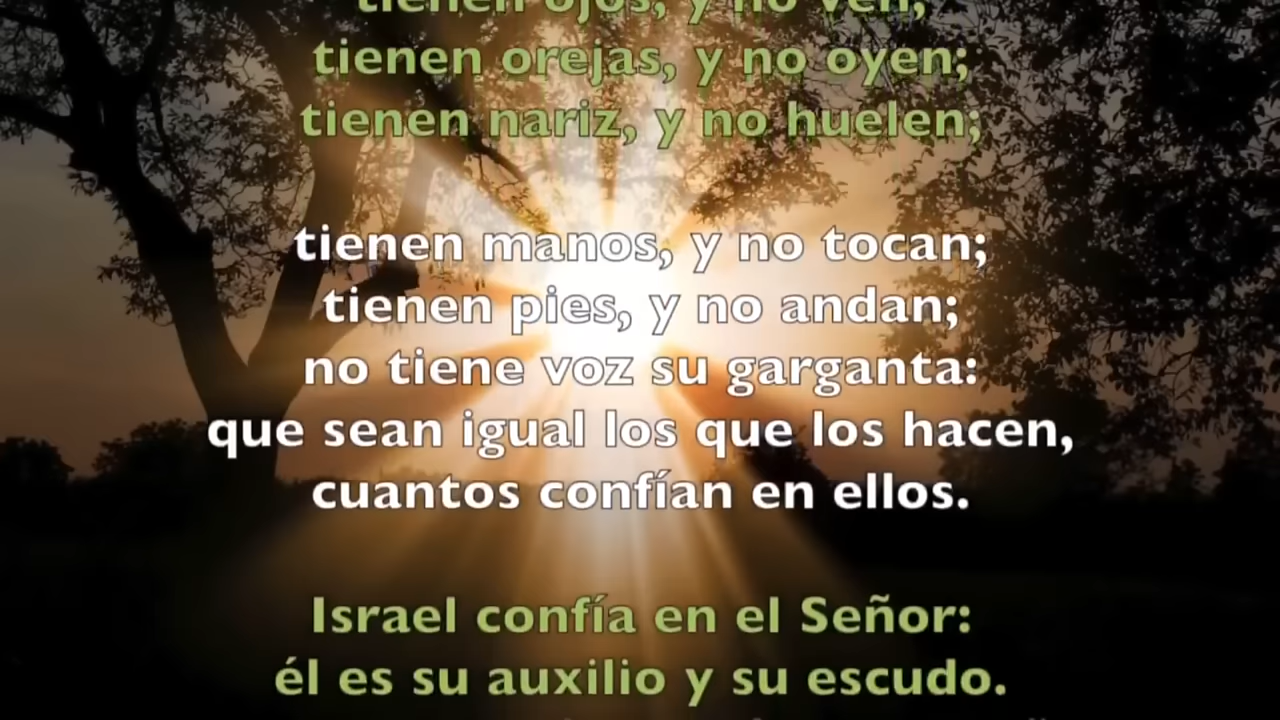 tienen ojos, y no ven,
tienen orejas, y no oyen;
tienen nariz, y no huelen;
tienen manos, y no tocan;
tienen pies, y no andan;
no tiene voz su garganta:
que sean igual los que los hacen,
cuantos confían en ellos.
Israel confía en el Señor:
él es su auxilio y su escudo.